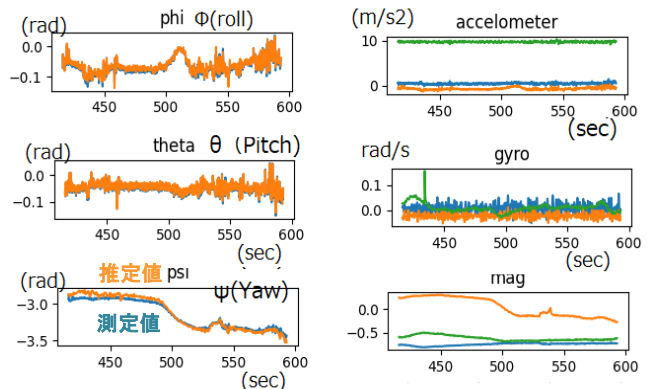 phi Φ(roll)
(rad)
0.0
−0.1
450
500
550
600
(m/s2)
accelometer
10
0
450
500
550
600
(sec)
(rad)
theta θ (Pitch)
0.0
−0.1
450
500
550
600
(sec)
rad/s
gyro
0.1
0.0
450
500
550
600
(sec)
(rad)
推定値
psi ψ(Yaw)
測定値
−3.0
−3.5
450
500
550
600
(sec)
mag
0.0
−0.5
450
500
550
600
(sec)